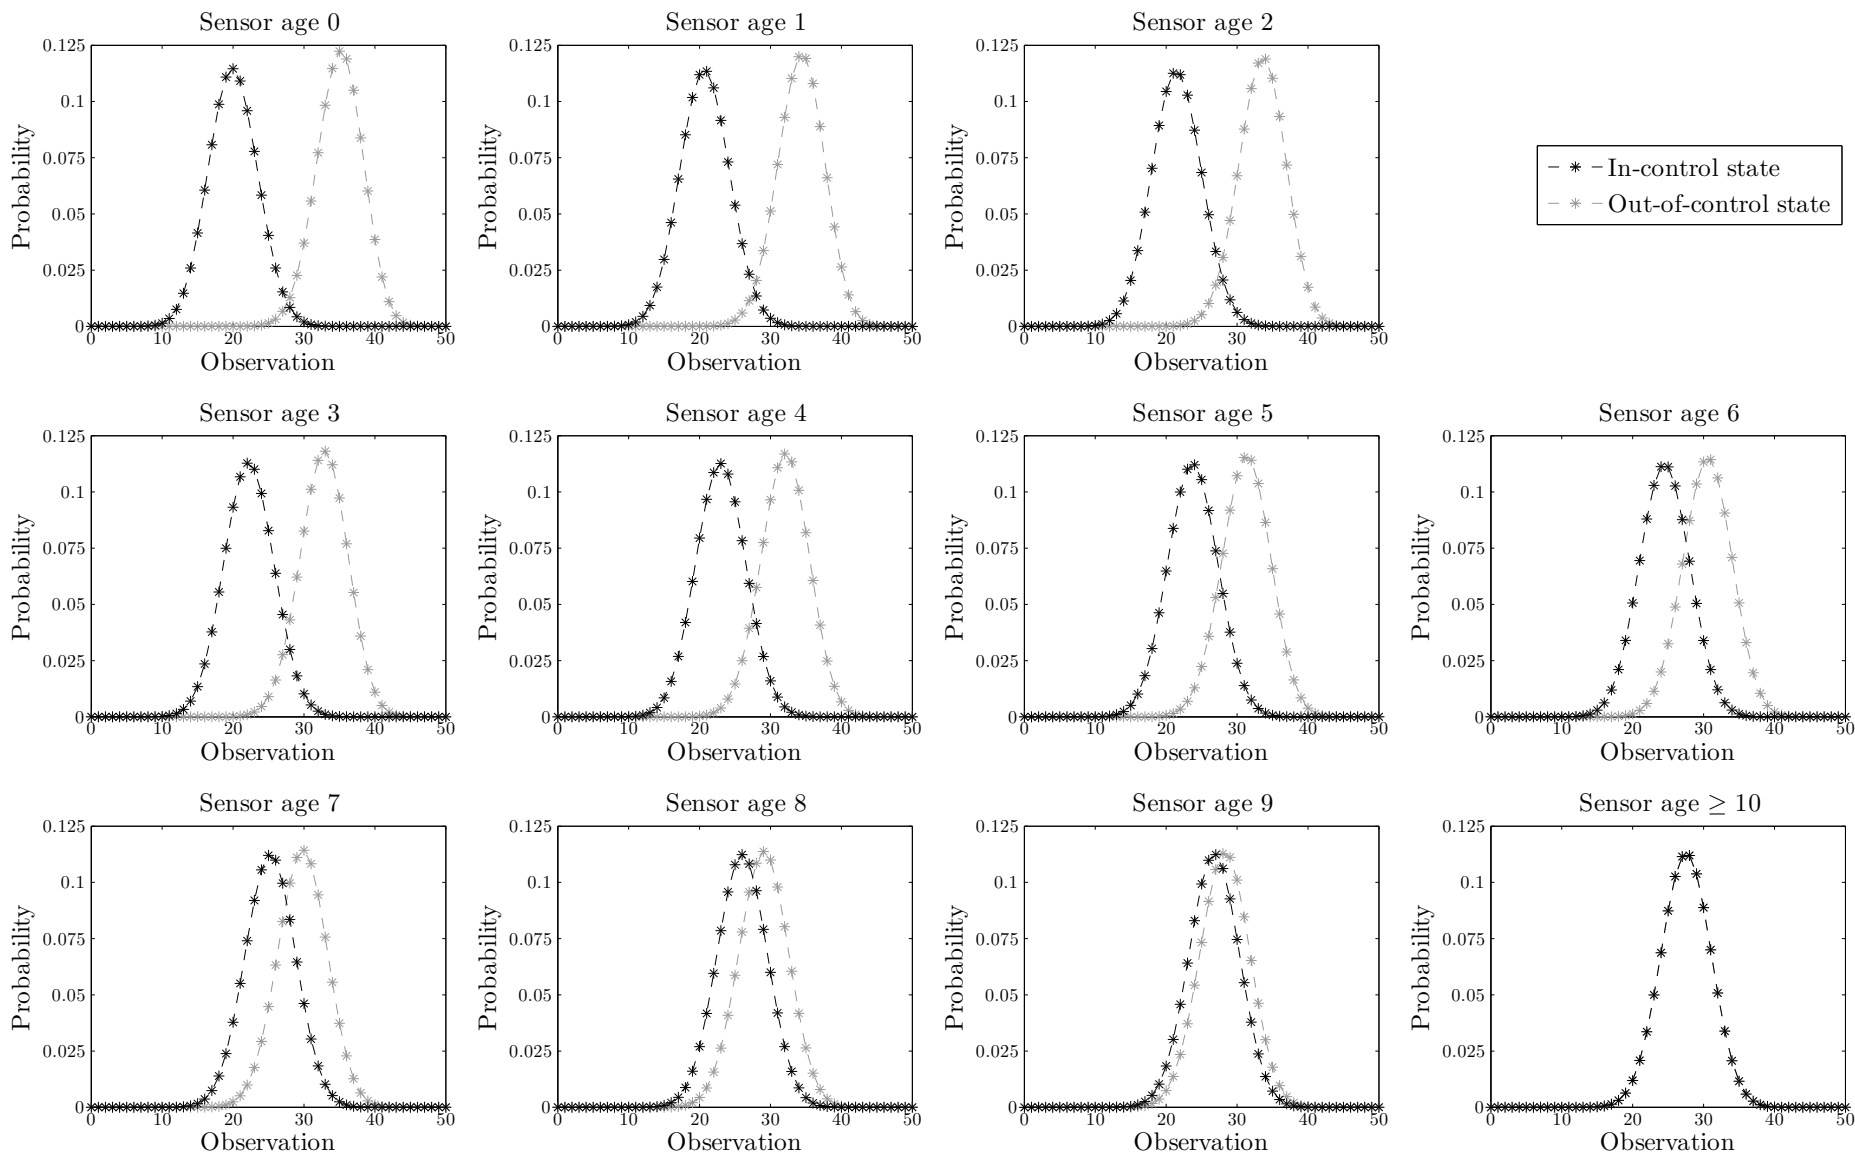 Sensor age 0
0.125
0.1
0.075
0.05
0.025
0
Probability
0 10 20 30 40 50
Observation
Sensor age 1
0.125
0.1
0.075
0.05
0.025
0
Probability
0 10 20 30 40 50
Observation
Sensor age 2
0.125
0.1
0.075
0.05
0.025
0
Probability
0 10 20 30 40 50
Observation
In-control state
Out-of-control state
Sensor age 3
0.125
0.1
0.075
0.05
0.025
0
Probability
0 10 20 30 40 50
Observation
Sensor age 4
0.125
0.1
0.075
0.05
0.025
0
Probability
0 10 20 30 40 50
Observation
Sensor age 5
0.125
0.1
0.075
0.05
0.025
0
Probability
0 10 20 30 40 50
Observation
Sensor age 6
0.125
0.1
0.075
0.05
0.025
0
Probability
0 10 20 30 40 50
Observation
Sensor age 7
0.125
0.1
0.075
0.05
0.025
0
Probability
0 10 20 30 40 50
Observation
Sensor age 8
0.125
0.1
0.075
0.05
0.025
0
Probability
0 10 20 30 40 50
Observation
Sensor age 9
0.125
0.1
0.075
0.05
0.025
0
Probability
0 10 20 30 40 50
Observation
Sensor age ≥ 10
0.125
0.1
0.075
0.05
0.025
0
Probability
0 10 20 30 40 50
Observation